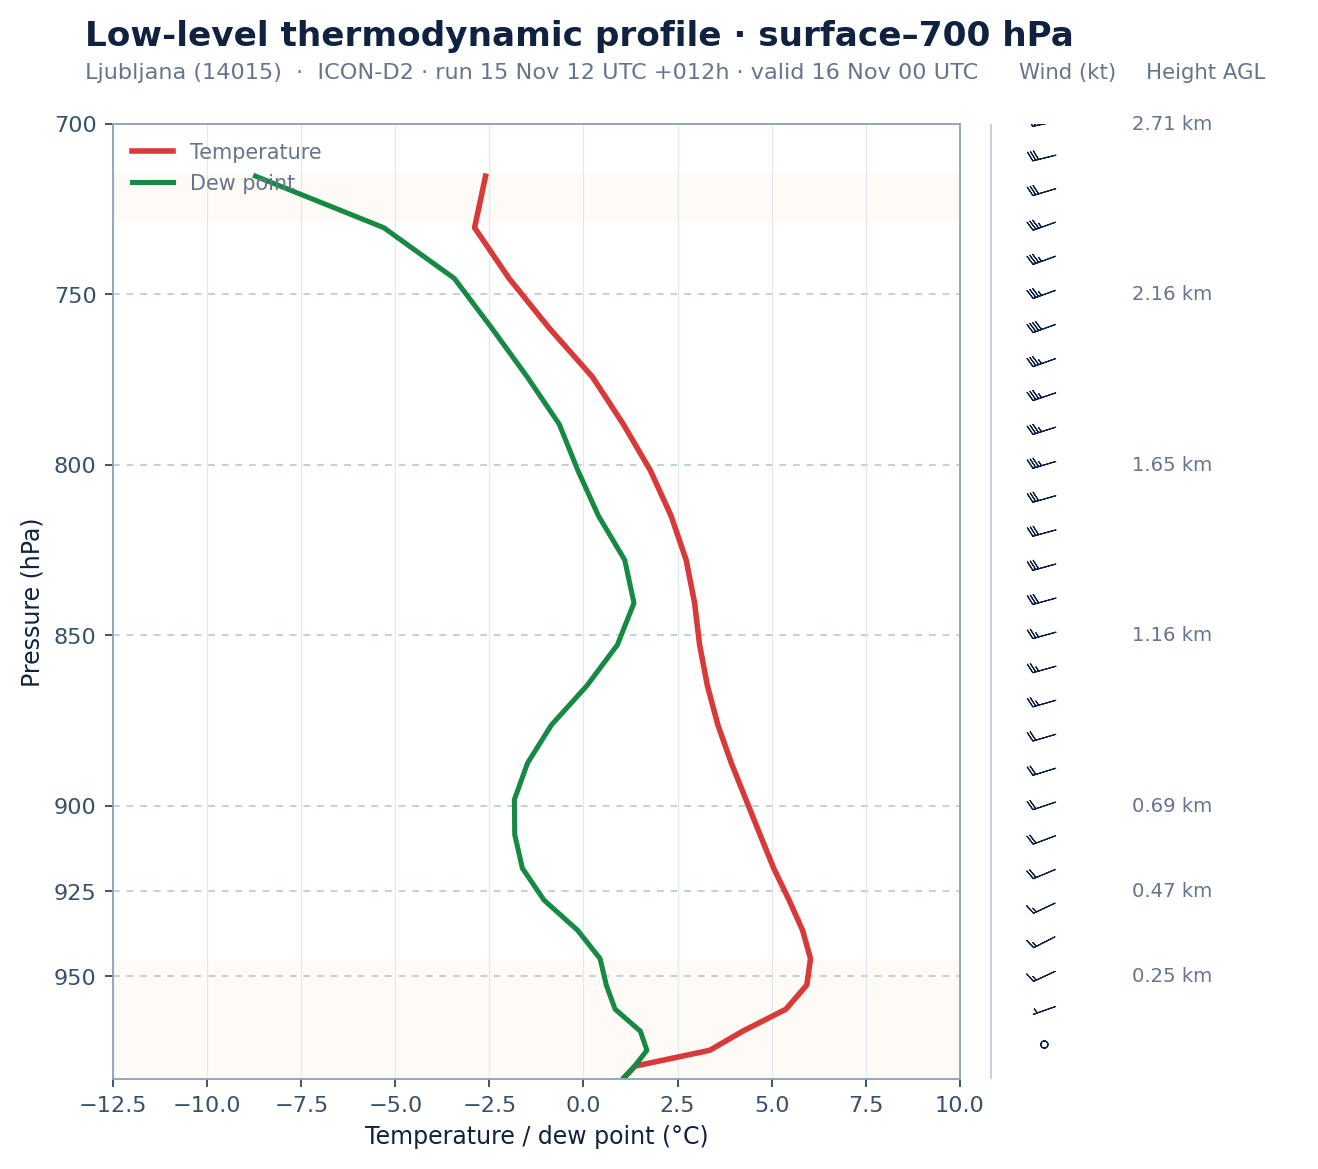 Low-level thermodynamic profile · surface–700 hPa
Ljubljana (14015)  ·  ICON-D2 · run 15 Nov 12 UTC +012h · valid 16 Nov 00 UTC
Wind (kt)
Height AGL
Temperature
Dew point
700
750
800
850
900
925
950
Pressure (hPa)
2.71 km
2.16 km
1.65 km
1.16 km
0.69 km
0.47 km
0.25 km
−12.5
−10.0
−7.5
−5.0
−2.5
0.0
2.5
5.0
7.5
10.0
Temperature / dew point (°C)